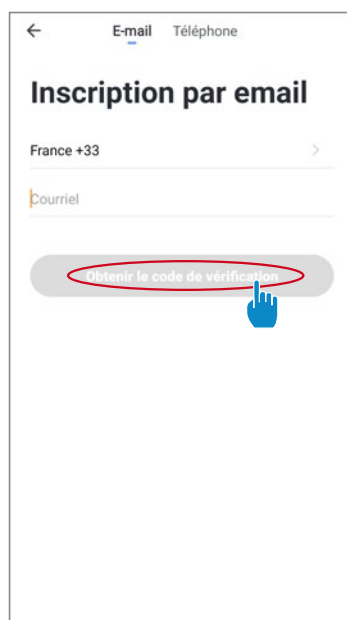 E-mail Téléphone
Inscription par email
France +33
Courriel
Obtenir le code de vérification